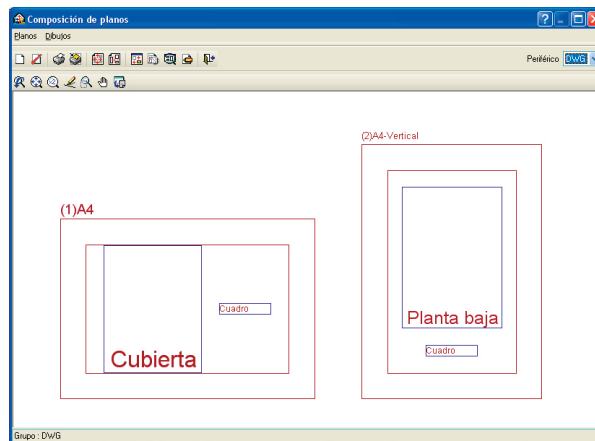 Composición de planos
Planos Dibujos
Periférico DWG
(2)A4-Vertical
(1)A4
Cuadro
Cubierta
Planta baja
Cuadro
Grupo : DWG